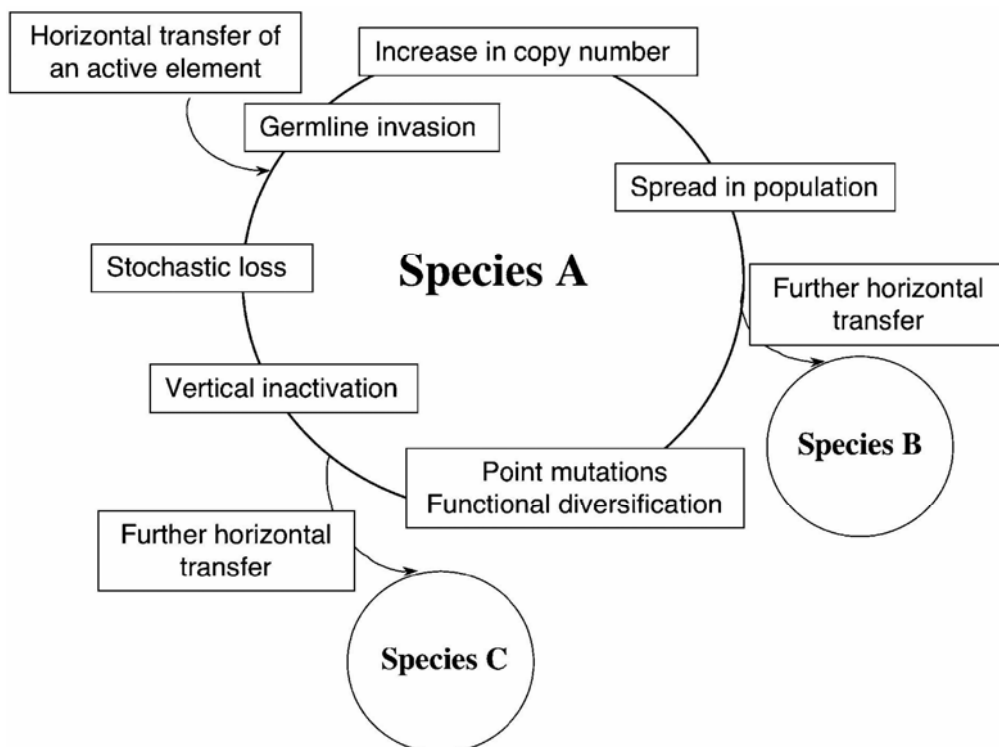 Horizontal transfer of
an active element
Increase in copy number
Germline invasion
Spread in population
Stochastic loss
Species A
Further horizontal
transfer
Vertical inactivation
Species B
Point mutations
Functional diversification
Further horizontal
transfer
Species C